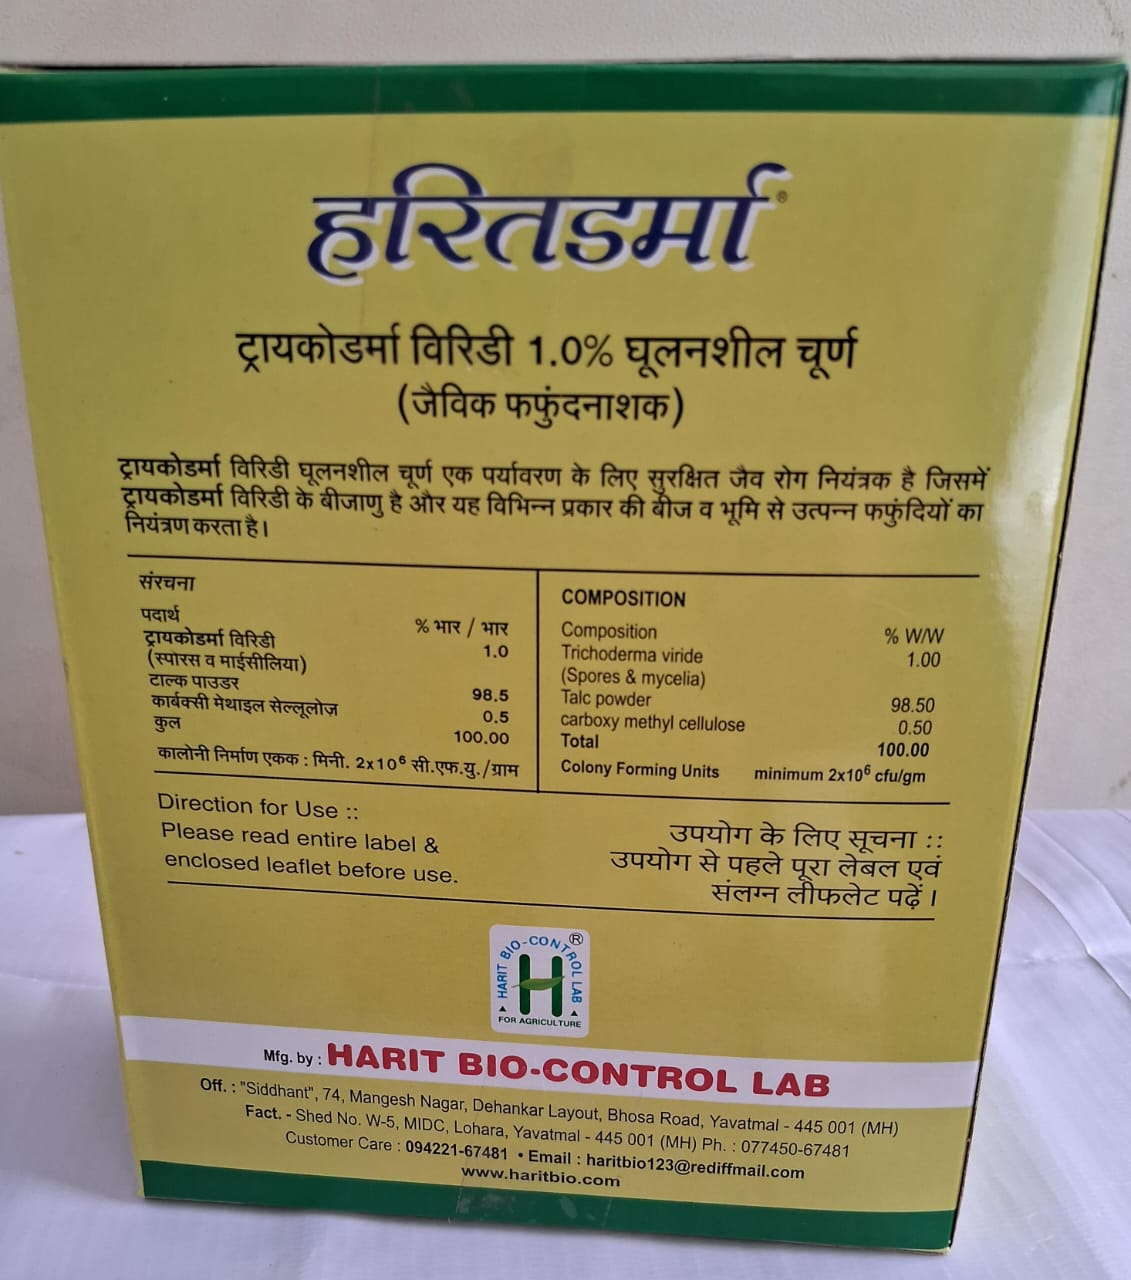 हरितडर्मा®
ट्रायकोडर्मा विरिडी 1.0% घूलनशील चूर्ण
(जैविक फफुंदनाशक)
ट्रायकोडर्मा विरिडी घूलनशील चूर्ण एक पर्यावरण के लिए सुरक्षित जैव रोग नियंत्रक है जिसमें
ट्रायकोडर्मा विरिडी के बीजाणु है और यह विभिन्न प्रकार की बीज व भूमि से उत्पन्न फफुंदियों का
नियंत्रण करता है।
संरचना
पदार्थ % भार / भार
ट्रायकोडर्मा विरिडी 1.0
(स्पोरस व माईसीलिया)
टाल्क पाउडर 98.5
कार्बक्सी मेथाइल सेल्लूलोज़ 0.5
कुल 100.00
कालोनी निर्माण एकक : मिनी. 2x10⁶ सी.एफ.यु./ग्राम
COMPOSITION
Composition % W/W
Trichoderma viride 1.00
(Spores & mycelia)
Talc powder 98.50
carboxy methyl cellulose 0.50
Total 100.00
Colony Forming Units minimum 2x10⁶ cfu/gm
Direction for Use ::
Please read entire label &
enclosed leaflet before use.
उपयोग के लिए सूचना ::
उपयोग से पहले पूरा लेबल एवं
संलग्न लीफलेट पढ़ें।
HARIT BIO-CONTROL LAB ®
H
FOR AGRICULTURE
Mfg. by : HARIT BIO-CONTROL LAB
Off. : "Siddhant", 74, Mangesh Nagar, Dehankar Layout, Bhosa Road, Yavatmal - 445 001 (MH)
Fact. - Shed No. W-5, MIDC, Lohara, Yavatmal - 445 001 (MH) Ph. : 077450-67481
Customer Care : 094221-67481 • Email : haritbio123@rediffmail.com
www.haritbio.com